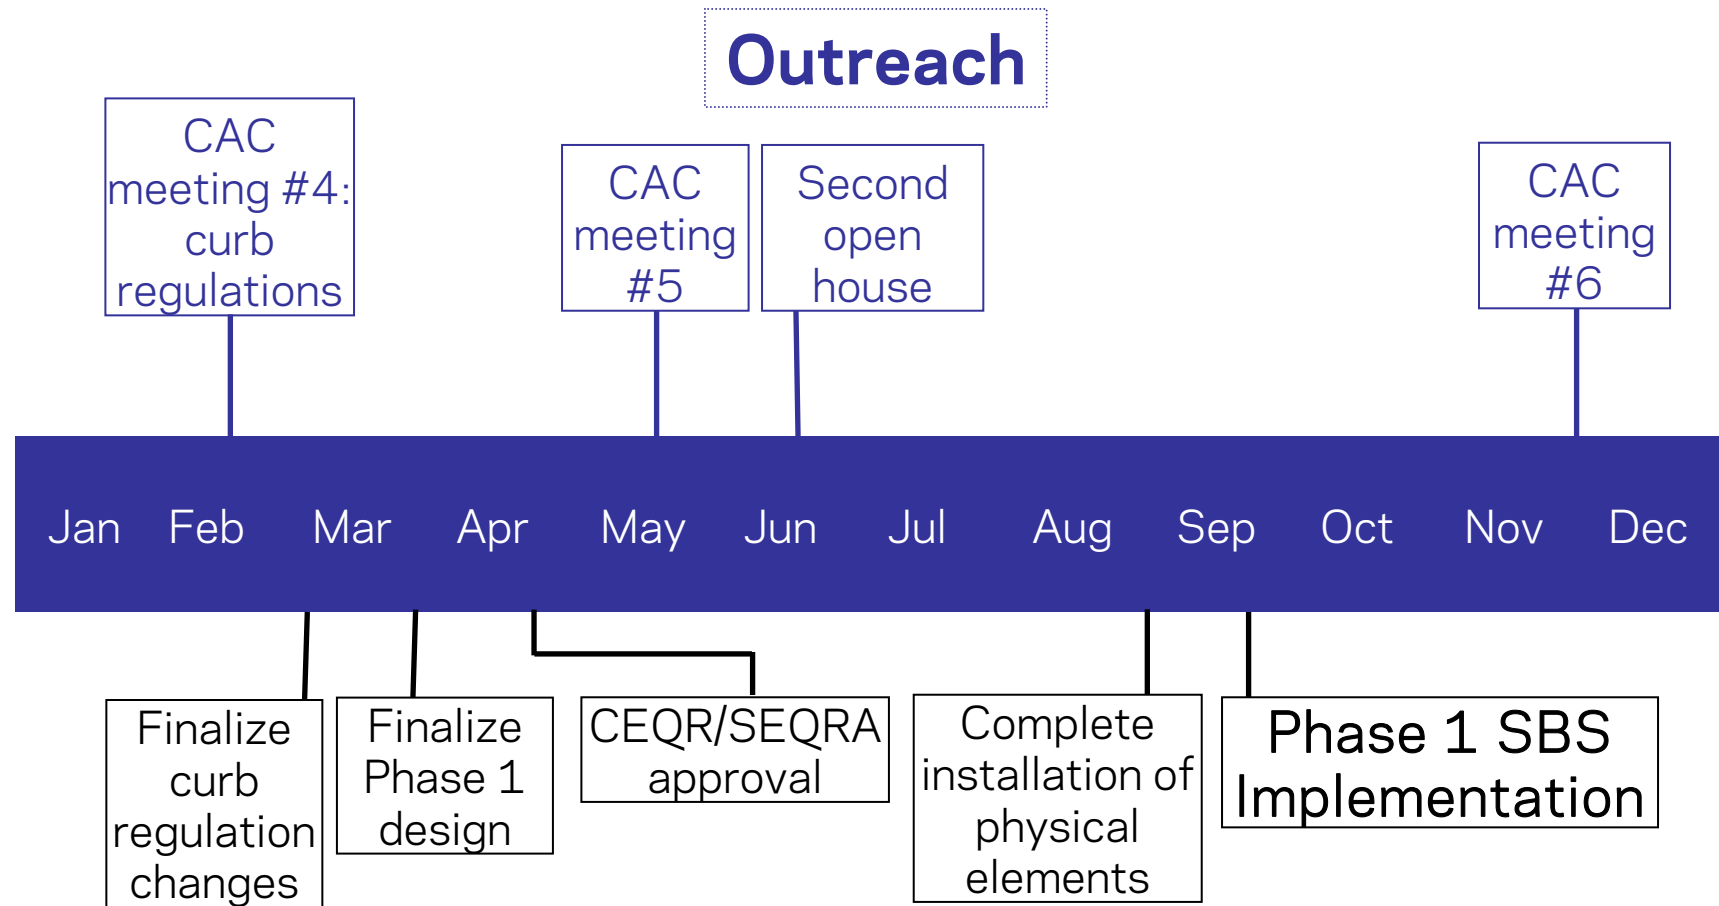 Outreach
CAC
meeting #4:
curb
regulations
CAC
meeting
#5
Second
open
house
CAC
meeting
#6
Jan Feb Mar Apr May Jun Jul Aug Sep Oct Nov Dec
Finalize
curb
regulation
changes
Finalize
Phase 1
design
CEQR/SEQRA
approval
Complete
installation of
physical
elements
Phase 1 SBS
Implementation